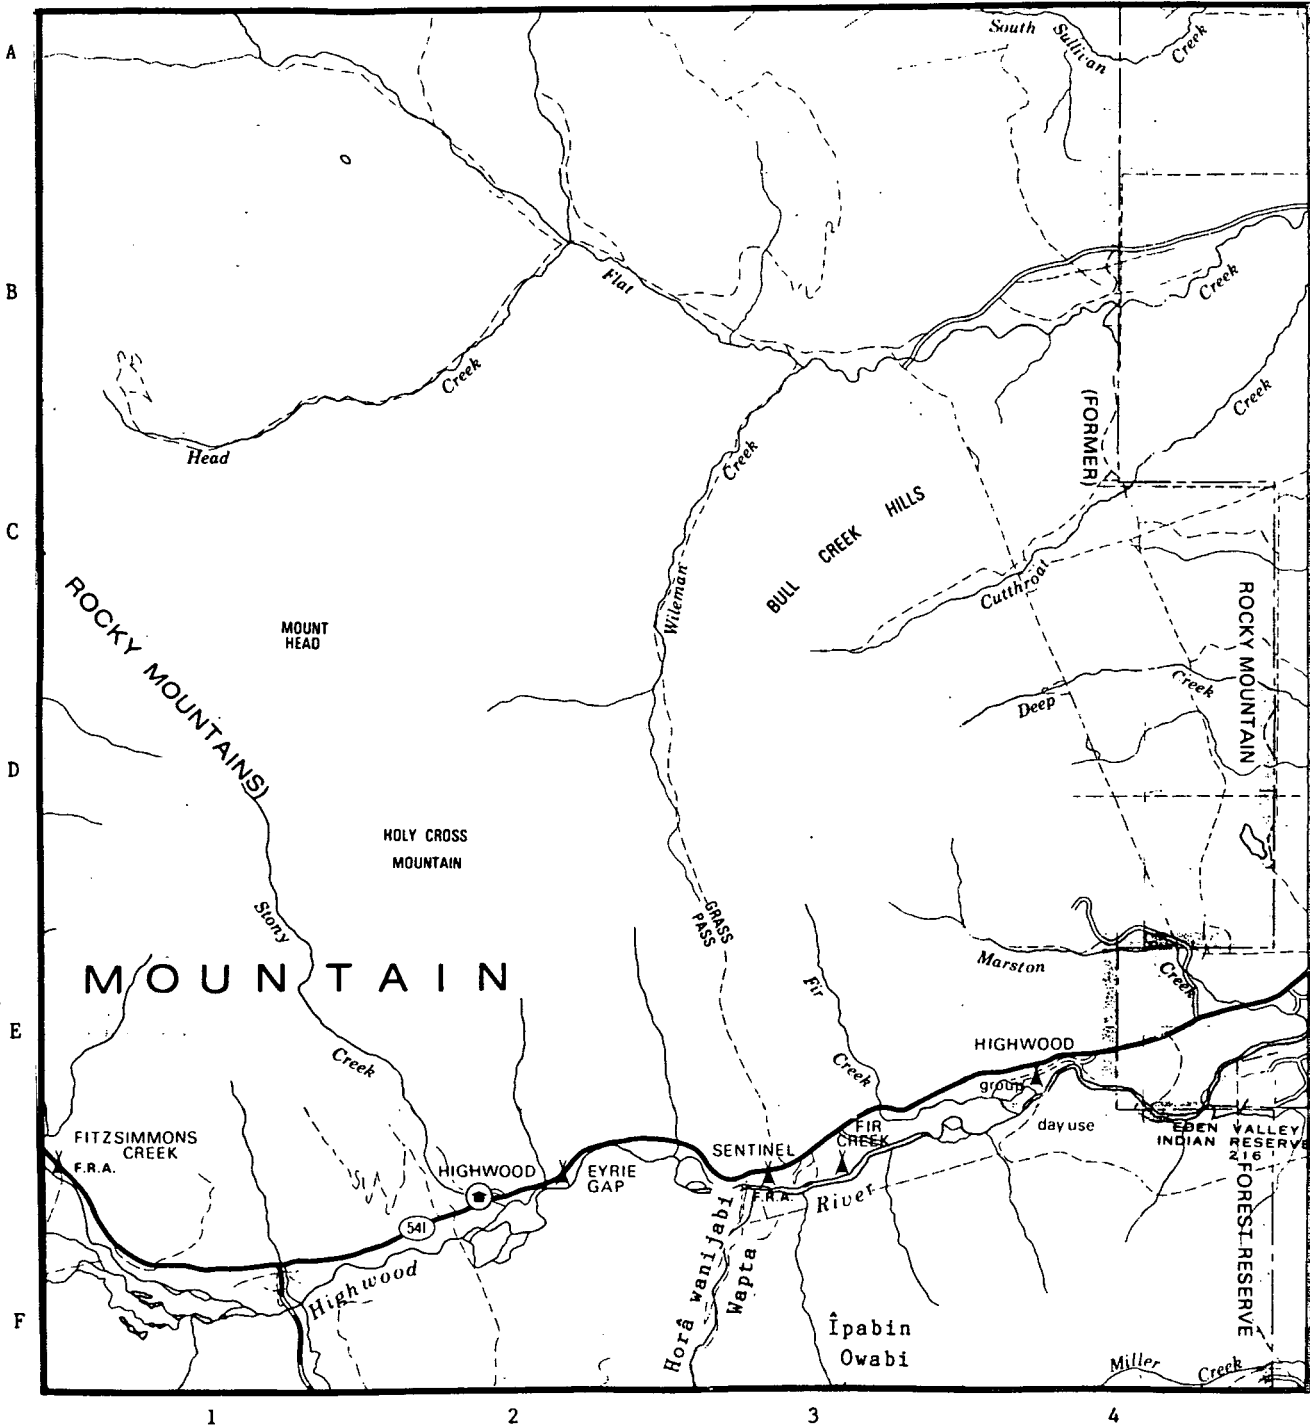 A
South Sullivan Creek
B
Flat
Creek
Creek
Head
(FORMER)
Creek
Creek
C
BULL CREEK HILLS
Cutthroat
Wileman
ROCKY MOUNTAINS)
MOUNT
HEAD
ROCKY MOUNTAIN
Deep Creek
D
HOLY CROSS
MOUNTAIN
Stony
GRASS
PASS
Marston
Creek
Fir
MOUNTAIN
E
Creek
Creek
HIGHWOOD
group
day use
FITZSIMMONS
CREEK
F.R.A.
HIGHWOOD
EYRIE
GAP
SENTINEL
F.R.A.
FIR
CREEK
EDEN VALLEY
INDIAN RESERVE
216
FOREST RESERVE
River
541
Highwood
Horâ wanijabi
Wapta
F
Îpabin
Owabi
Miller Creek
1 2 3 4